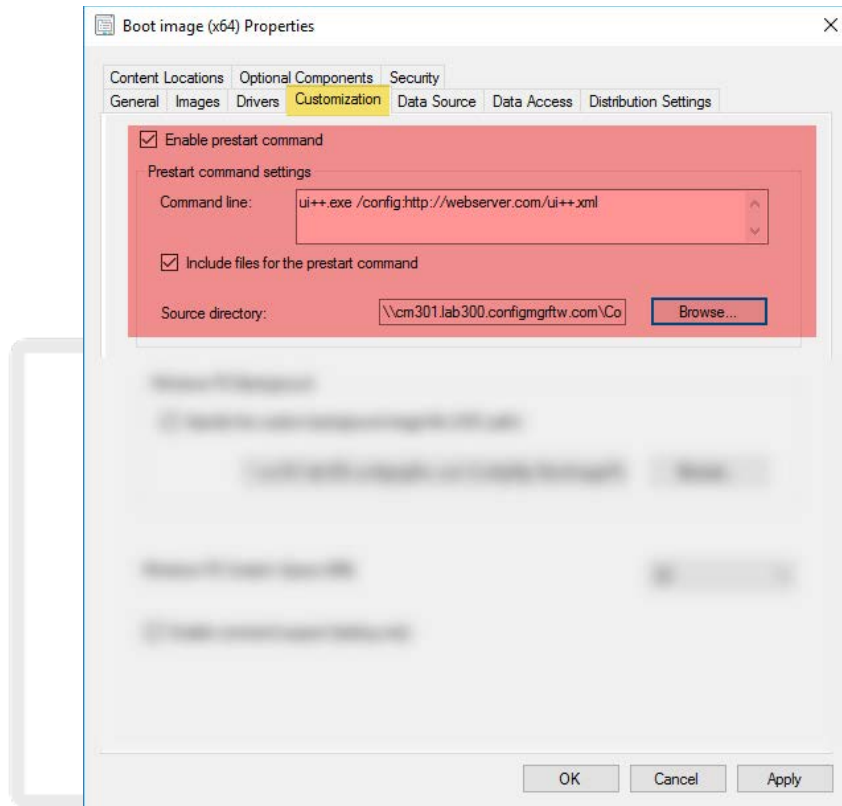 Boot image (x64) Properties
Content Locations Optional Components Security
General Images Drivers Customization Data Source Data Access Distribution Settings
Enable prestart command
Prestart command settings
Command line: ui++.exe /config:http://webserver.com/ui++.xml
Include files for the prestart command
Source directory: \\cm301.lab300.configmgrftw.com\Co Browse...
OK Cancel Apply